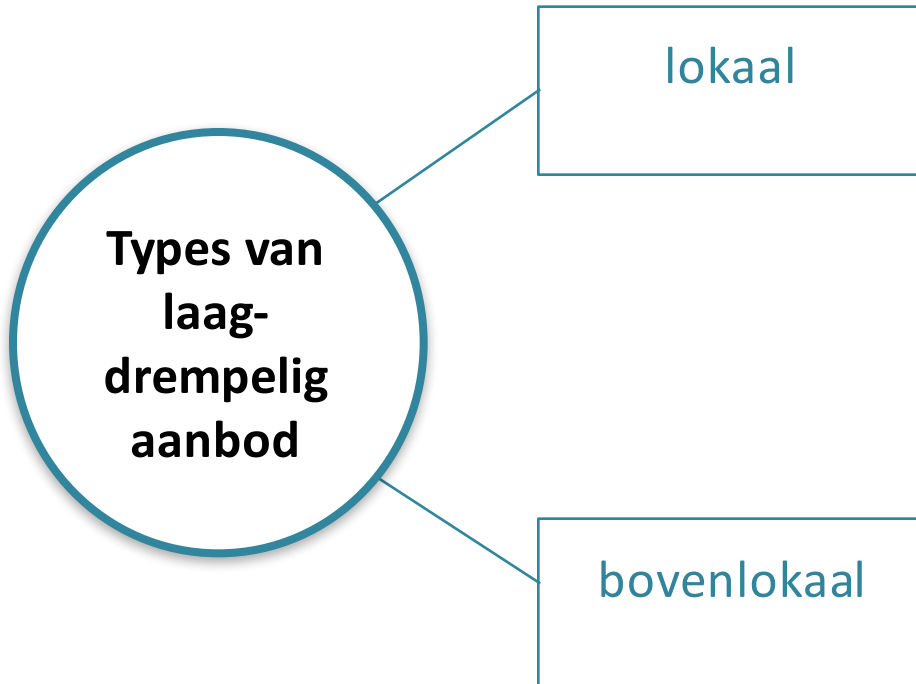 lokaal
Types van
laag-
drempelig
aanbod
bovenlokaal